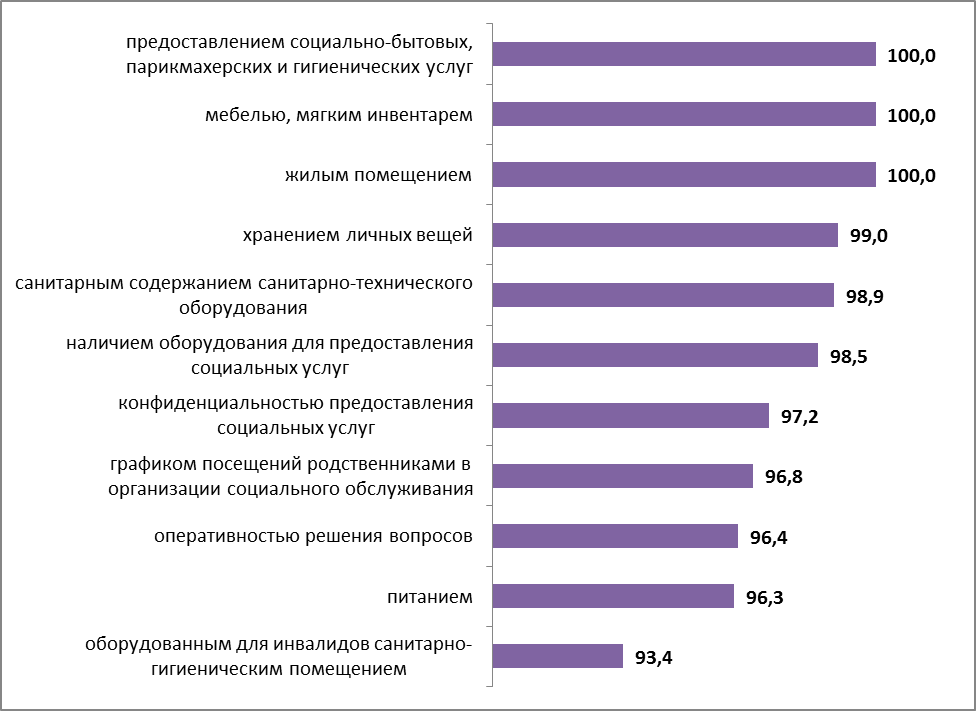 предоставлением социально-бытовых,
парикмахерских и гигиенических услуг
100,0
мебелью, мягким инвентарем
100,0
жилым помещением
100,0
хранением личных вещей
99,0
санитарным содержанием санитарно-технического
оборудования
98,9
наличием оборудования для предоставления
социальных услуг
98,5
конфиденциальностью предоставления
социальных услуг
97,2
графиком посещений родственниками в
организации социального обслуживания
96,8
оперативностью решения вопросов
96,4
питанием
96,3
оборудованным для инвалидов санитарно-
гигиеническим помещением
93,4